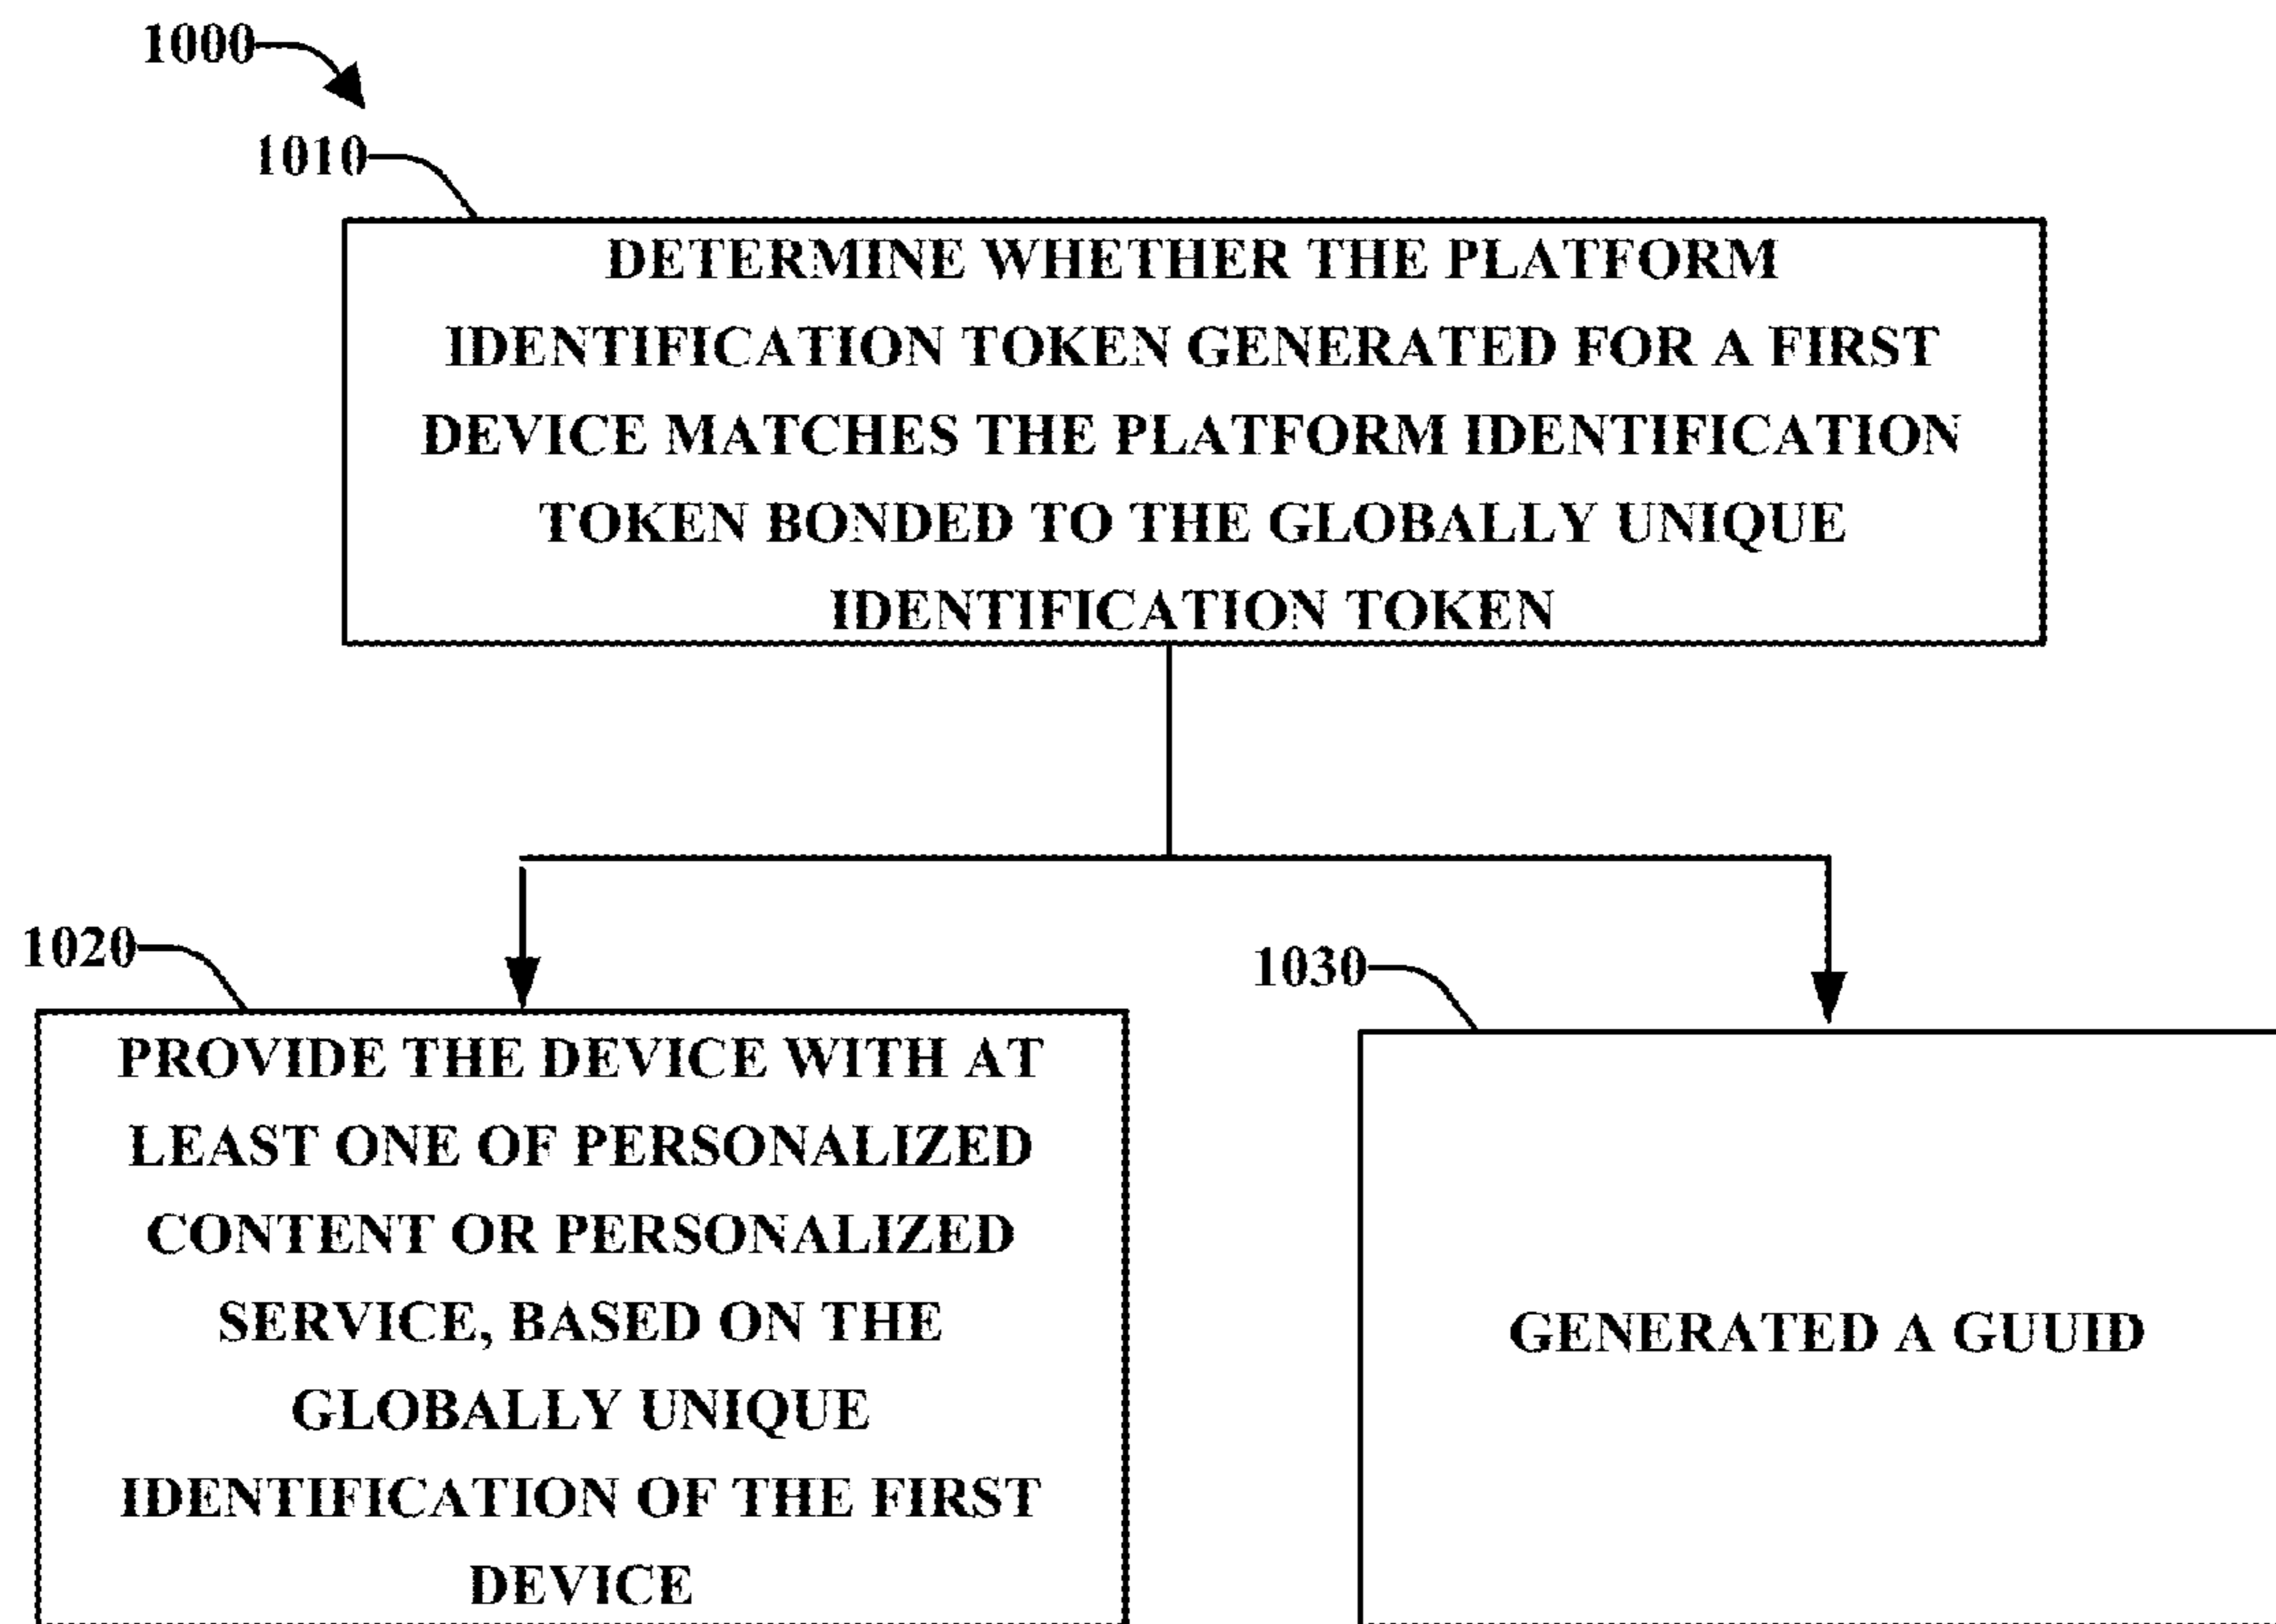 1000
1010
DETERMINE WHETHER THE PLATFORM
IDENTIFICATION TOKEN GENERATED FOR A FIRST
DEVICE MATCHES THE PLATFORM IDENTIFICATION
TOKEN BONDED TO THE GLOBALLY UNIQUE
IDENTIFICATION TOKEN
1020
PROVIDE THE DEVICE WITH AT
LEAST ONE OF PERSONALIZED
CONTENT OR PERSONALIZED
SERVICE, BASED ON THE
GLOBALLY UNIQUE
IDENTIFICATION OF THE FIRST
DEVICE
1030
GENERATED A GUUID